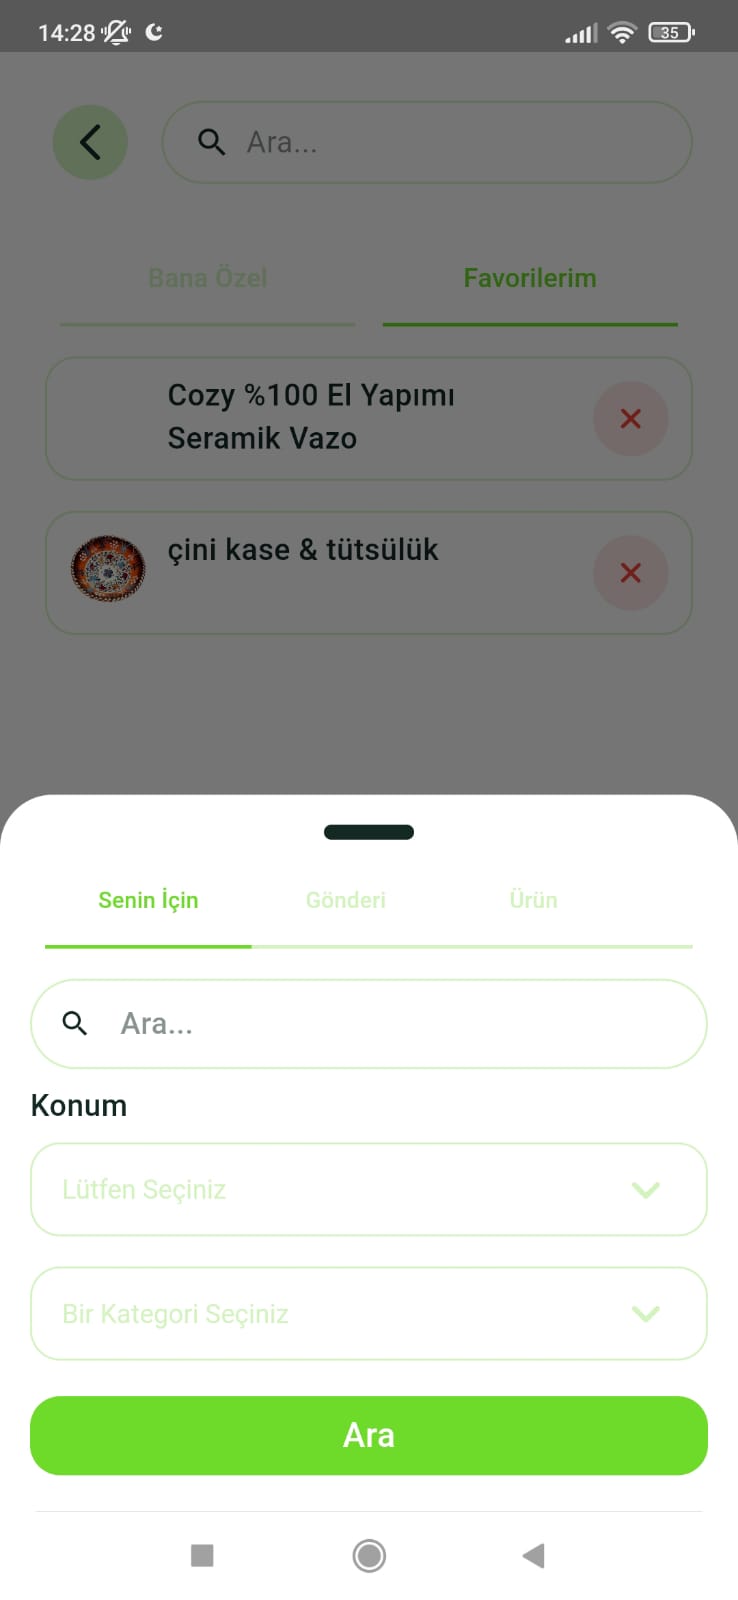 14:28
35
Ara...
Bana Özel
Favorilerim
Cozy %100 El Yapımı
Seramik Vazo
çini kase & tütsülük
Senin İçin
Gönderi
Ürün
Ara...
Konum
Lütfen Seçiniz
Bir Kategori Seçiniz
Ara